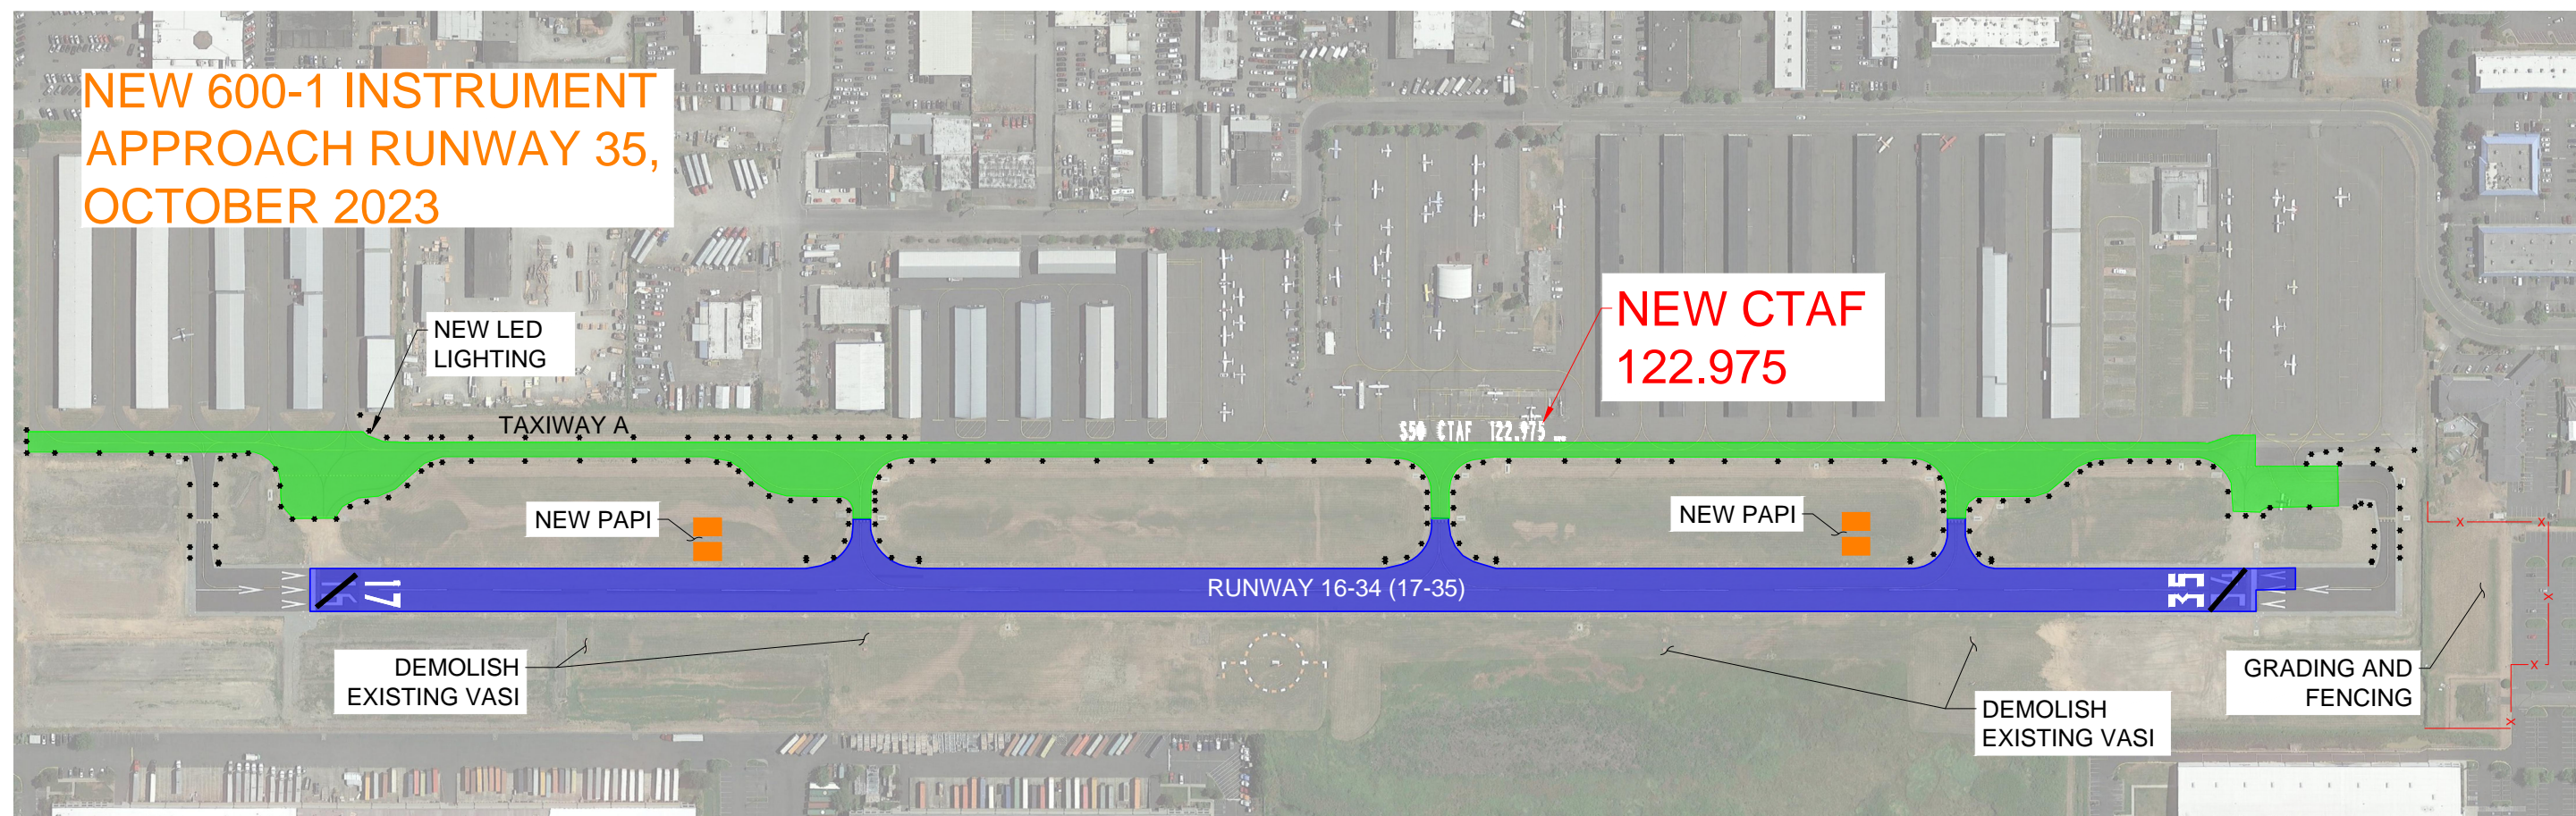 NEW 600-1 INSTRUMENT
APPROACH RUNWAY 35,
OCTOBER 2023
NEW CTAF
122.975
NEW LED
LIGHTING
TAXIWAY A
S50 CTAF 122.975
NEW PAPI
NEW PAPI
RUNWAY 16-34 (17-35)
16
17
35
34
DEMOLISH
EXISTING VASI
GRADING AND
FENCING
DEMOLISH
EXISTING VASI
X
X
X
X
X